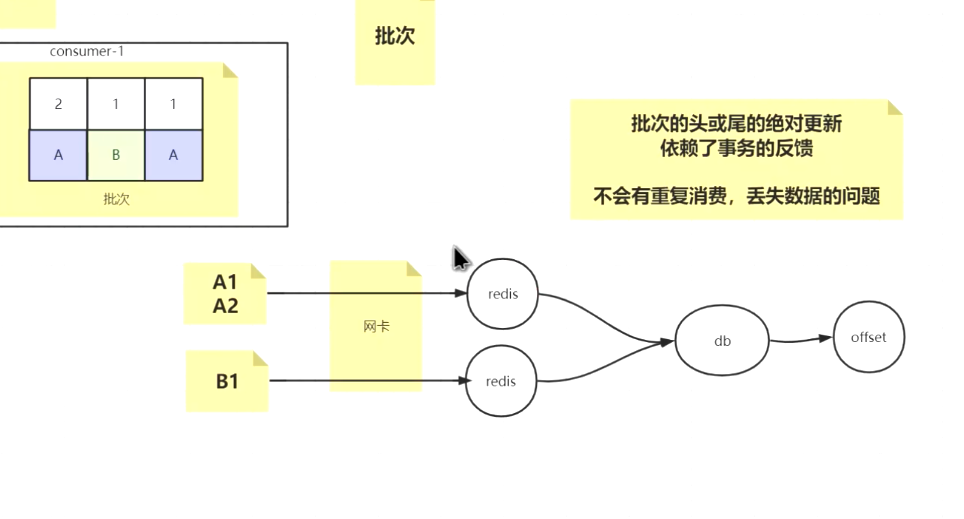 批次
consumer-1
2 1 1
A B A
批次
批次的头或尾的绝对更新
依赖了事务的反馈
不会有重复消费，丢失数据的问题
A1
A2
网卡
redis
B1
redis
db
offset